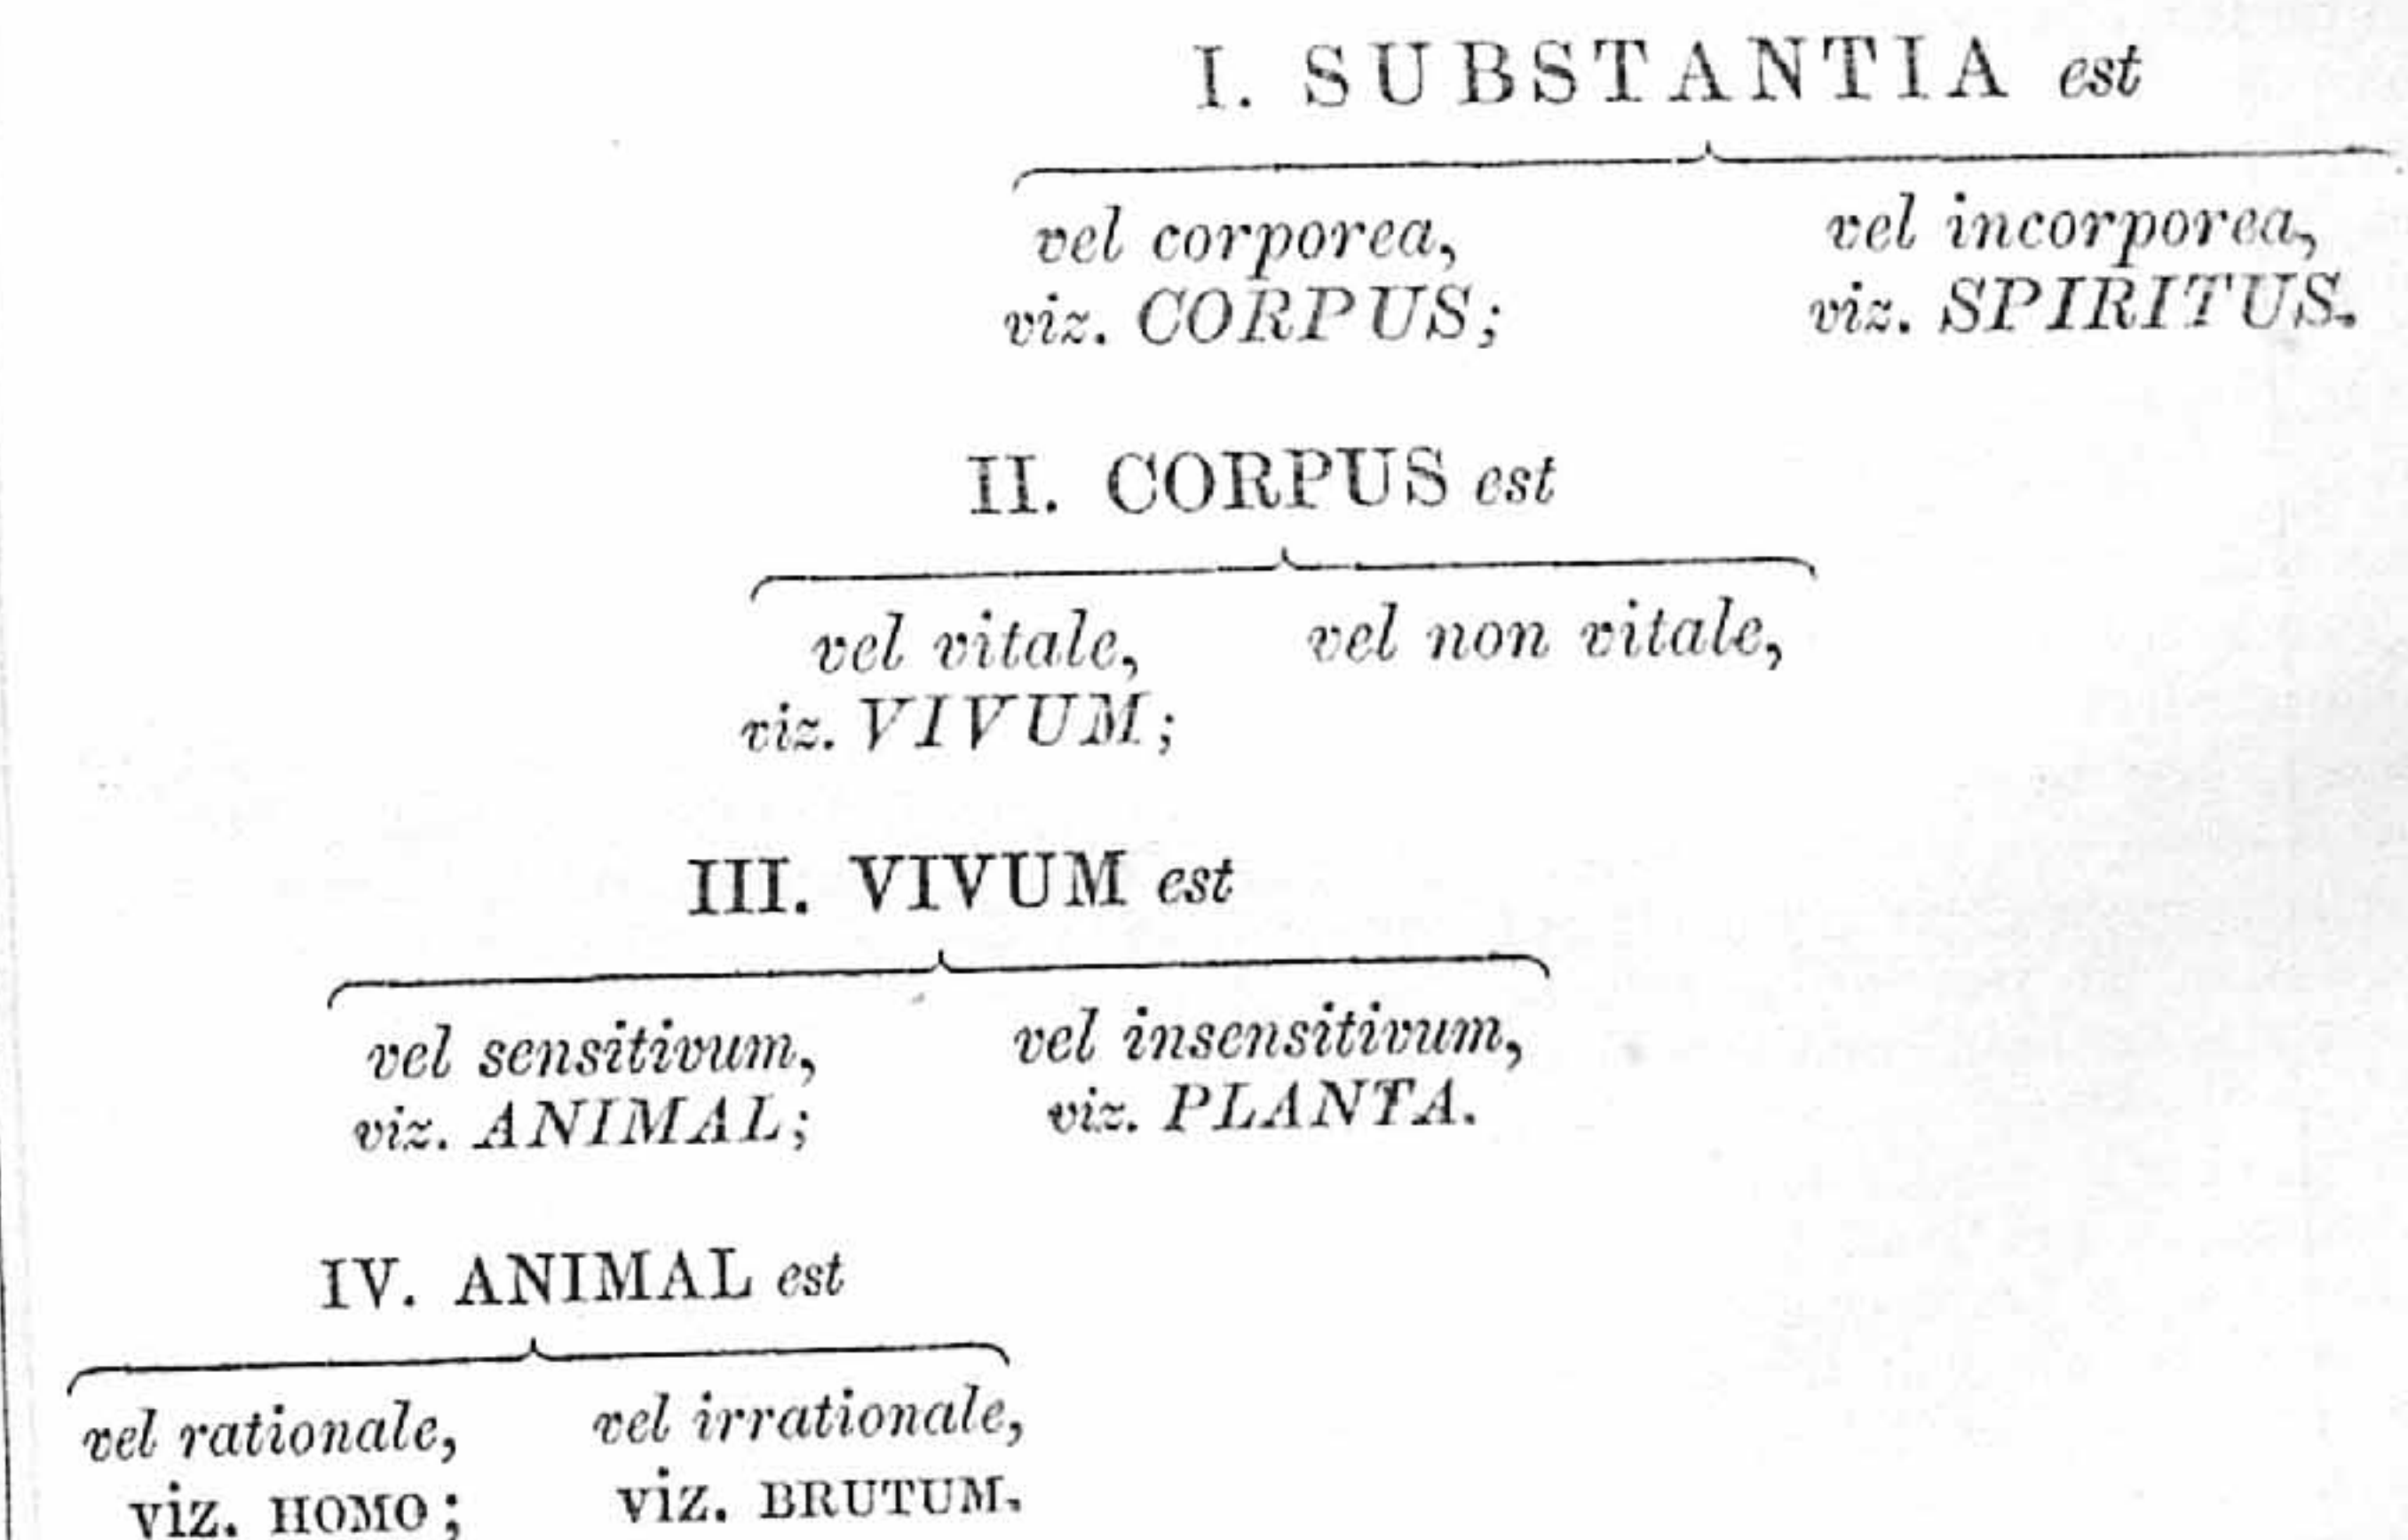 I. SUBSTANTIA est
vel corporea, vel incorporea,
viz. CORPUS; viz. SPIRITUS.
II. CORPUS est
vel vitale, vel non vitale,
viz. VIVUM;
III. VIVUM est
vel sensitivum, vel insensitivum,
viz. ANIMAL; viz. PLANTA.
IV. ANIMAL est
vel rationale, vel irrationale,
viz. HOMO; viz. BRUTUM.